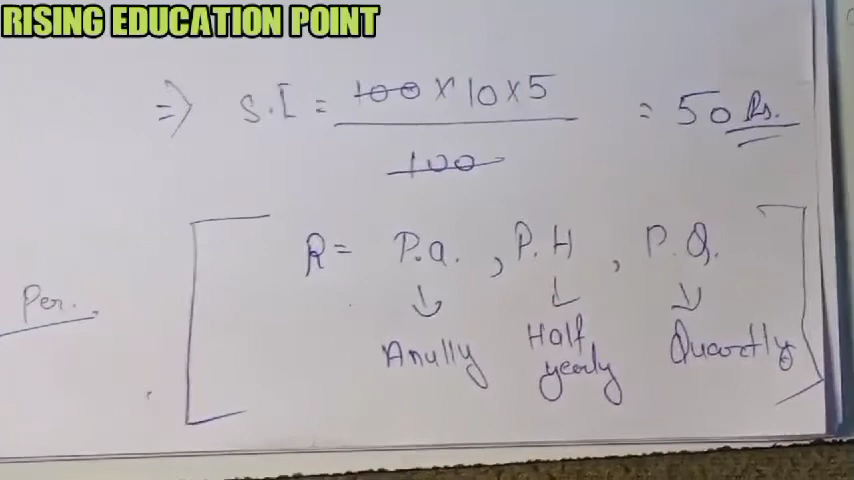 RISING EDUCATION POINT
=> S.I = 100 × 10 × 5 / 100 = 50 Rs.
R = P.a. , P.H , P.Q.
Per.
Anully Half yearly Quartly